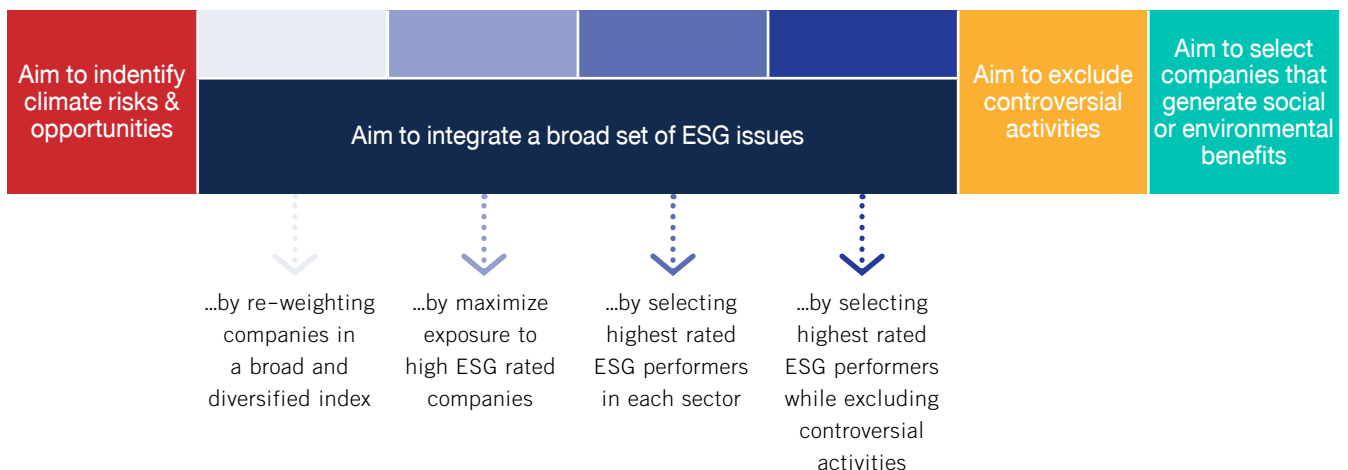 Aim to indentify
climate risks &
opportunities
Aim to integrate a broad set of ESG issues
Aim to exclude
controversial
activities
Aim to select
companies that
generate social
or environmental
benefits
...by re-weighting
companies in
a broad and
diversified index
...by maximize
exposure to
high ESG rated
companies
...by selecting
highest rated
ESG performers
in each sector
...by selecting
highest rated
ESG performers
while excluding
controversial
activities